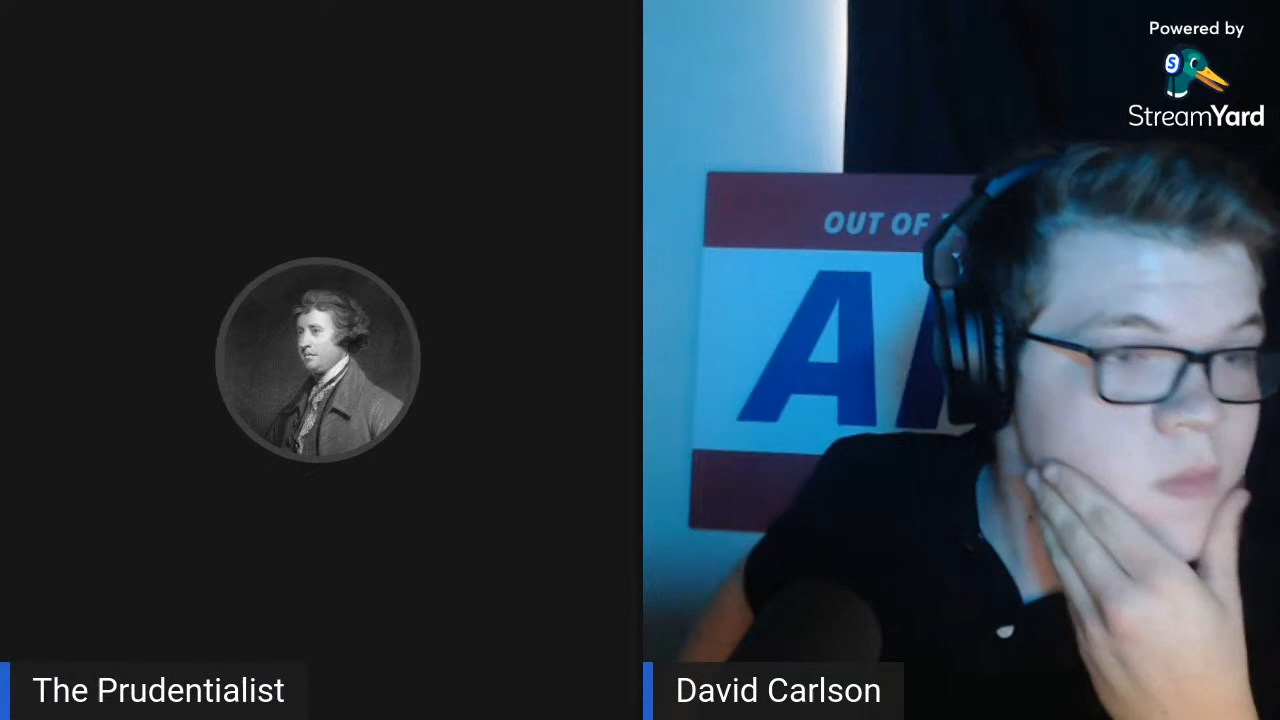 Powered by
S
StreamYard
OUT OF
A
The Prudentialist
David Carlson